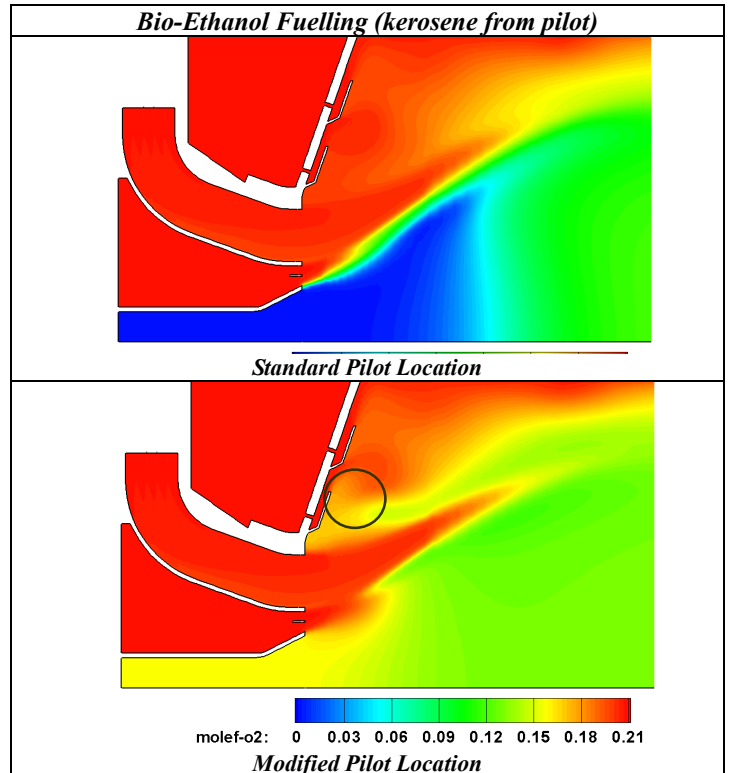 Bio-Ethanol Fuelling (kerosene from pilot)
Standard Pilot Location
molef-o2: 0 0.03 0.06 0.09 0.12 0.15 0.18 0.21
Modified Pilot Location